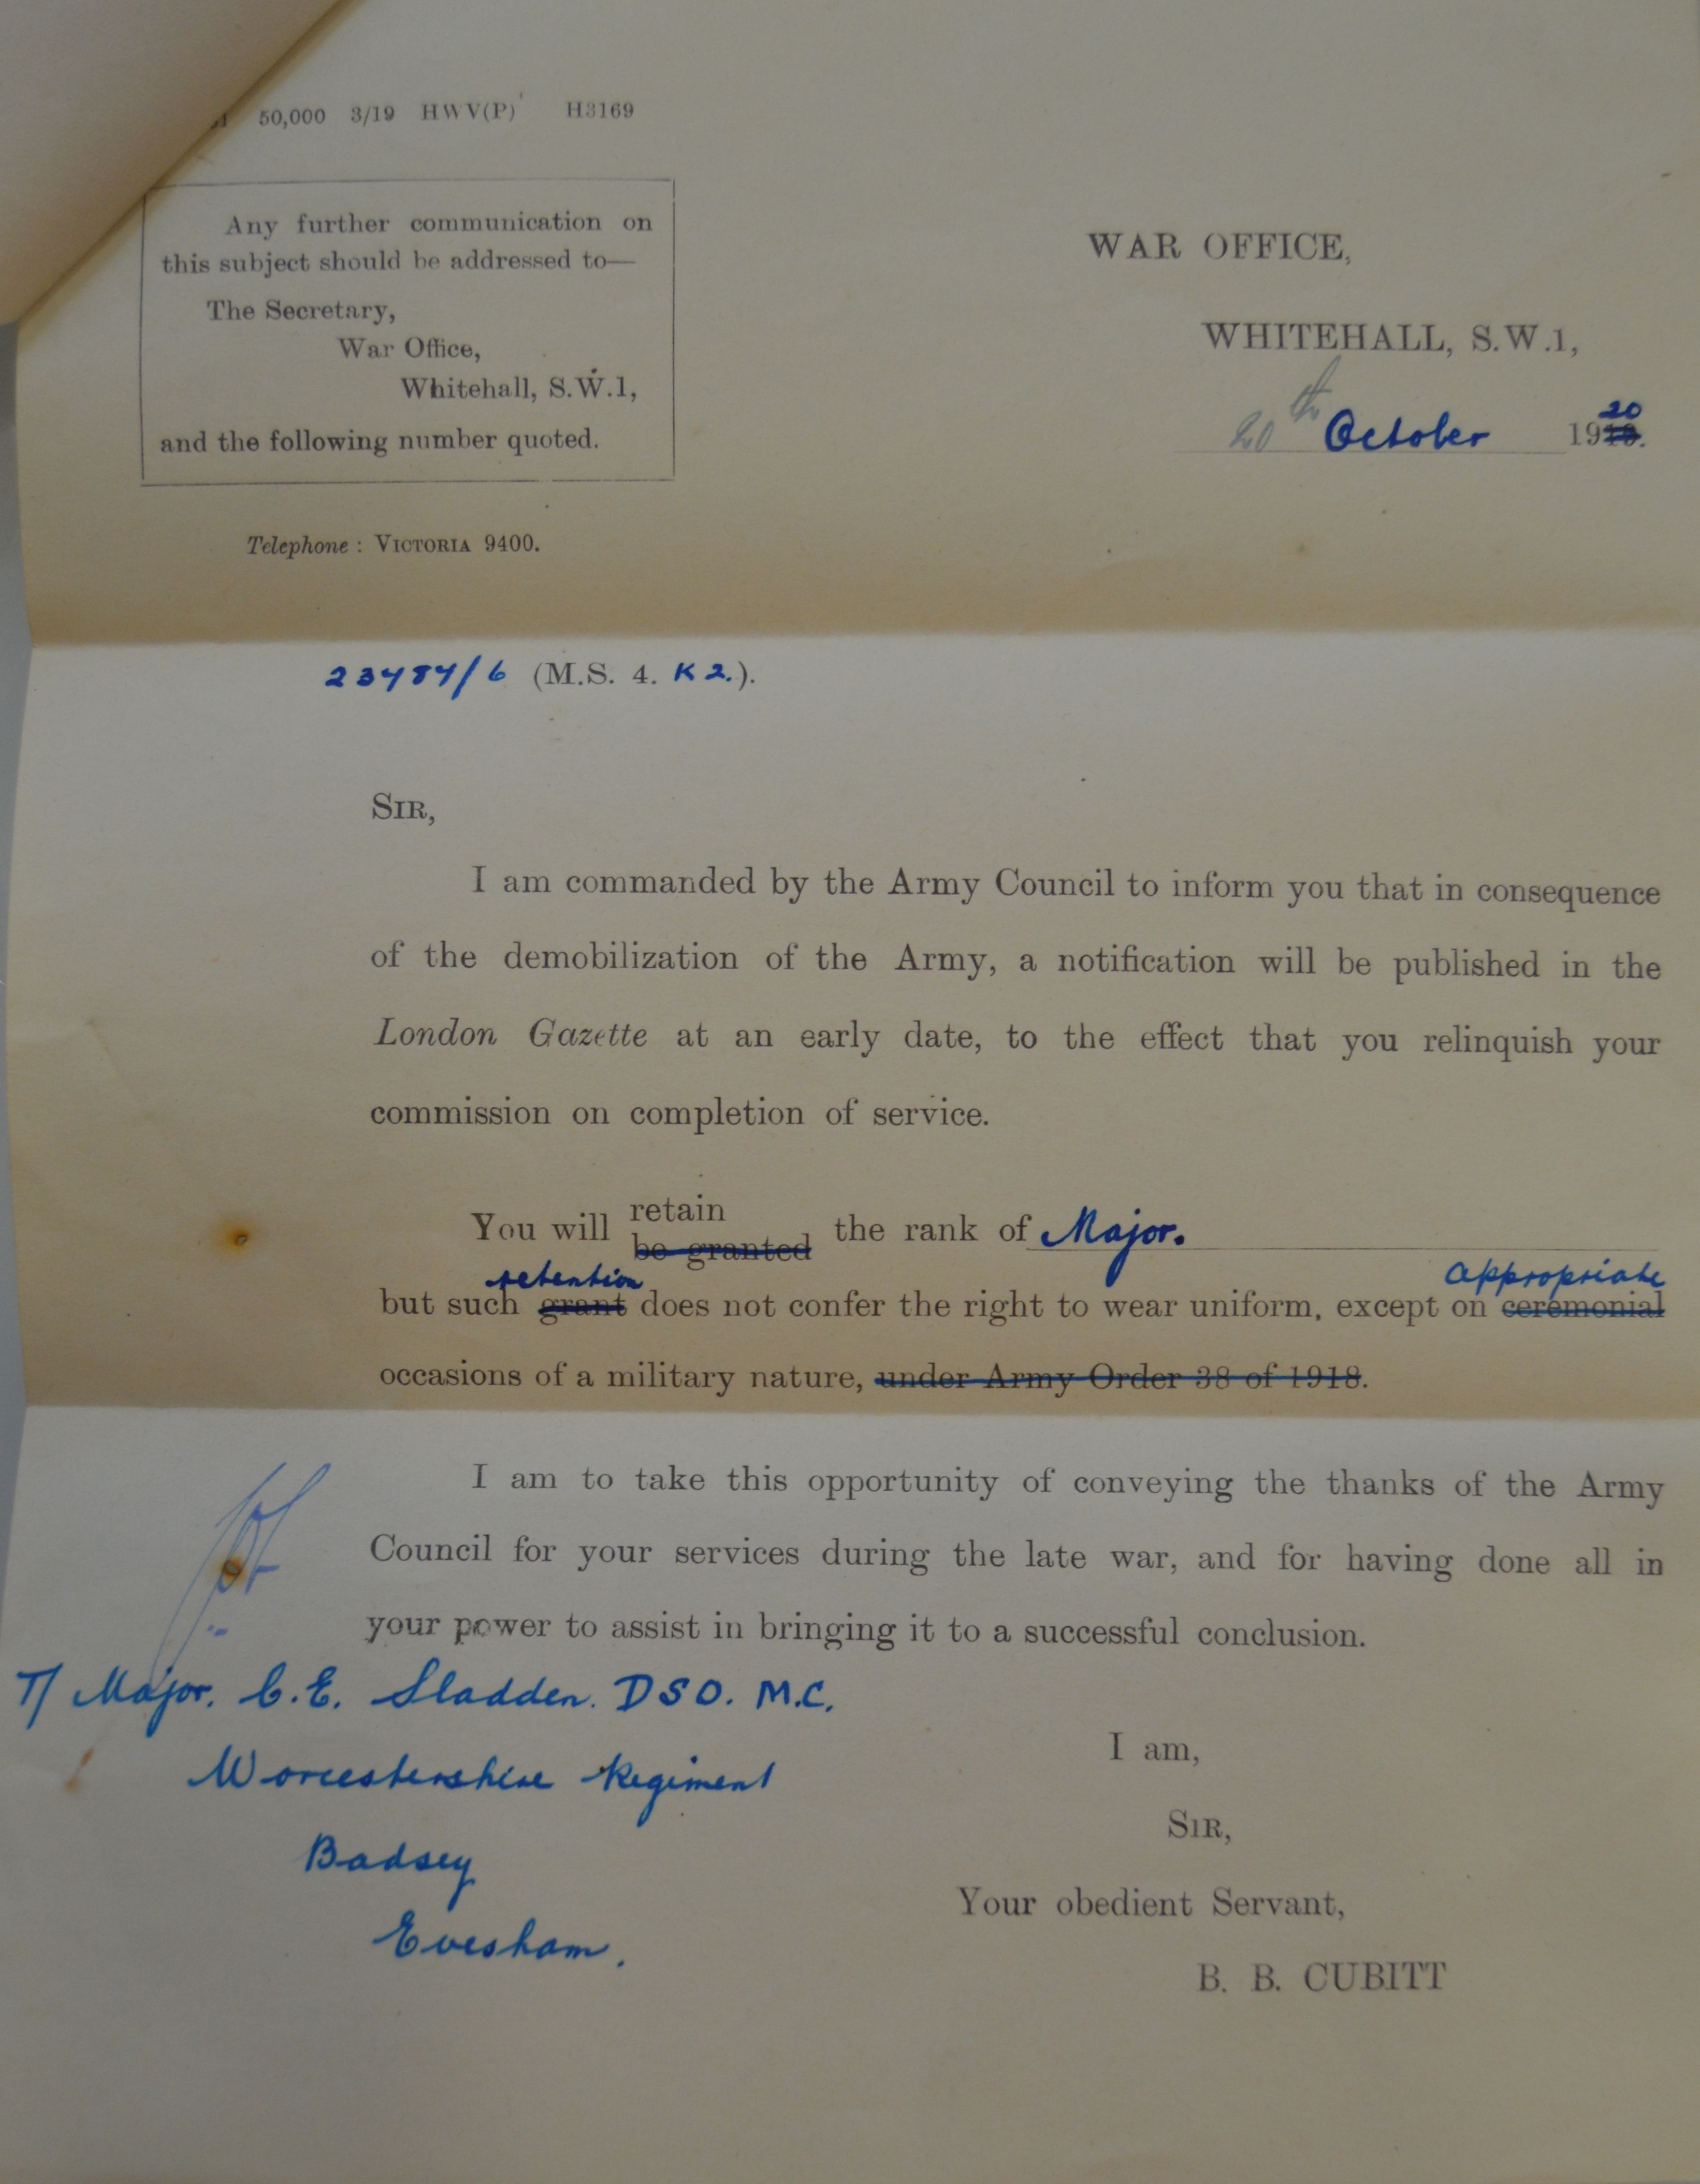 50,000 3/19 HWV(P) H3169
Any further communication on
this subject should be addressed to—
The Secretary,
War Office,
Whitehall, S.W.1,
and the following number quoted.
Telephone : VICTORIA 9400.
WAR OFFICE,
WHITEHALL, S.W.1,
20th October 1920.
23484/6 (M.S. 4. K2.).
SIR,
I am commanded by the Army Council to inform you that in consequence
of the demobilization of the Army, a notification will be published in the
London Gazette at an early date, to the effect that you relinquish your
commission on completion of service.
retain
You will be granted the rank of Major.
retention appropriate
but such grant does not confer the right to wear uniform, except on ceremonial
occasions of a military nature, under Army Order 38 of 1918.
I am to take this opportunity of conveying the thanks of the Army
Council for your services during the late war, and for having done all in
your power to assist in bringing it to a successful conclusion.
T/ Major. C.E. Sladden. DSO. M.C.
Worcestershire Regiment
Badsey
Evesham.
I am,
SIR,
Your obedient Servant,
B. B. CUBITT